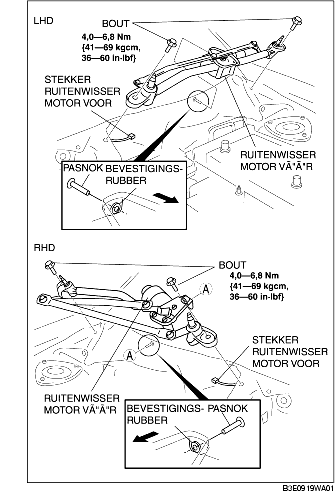 LHD
BOUT
4,0—6,8 Nm
{41—69 kgcm,
36—60 in-lbf}
STEKKER
RUITENWISSER
MOTOR VOOR
RUITENWISSER
MOTOR VÄ"Ä"R
PASNOK BEVESTIGINGS-
RUBBER
RHD
BOUT
4,0—6,8 Nm
{41—69 kgcm,
36—60 in-lbf}
A
STEKKER
RUITENWISSER
MOTOR VOOR
A
RUITENWISSER
MOTOR VÄ"Ä"R
BEVESTIGINGS- PASNOK
RUBBER
B3E0919WA01